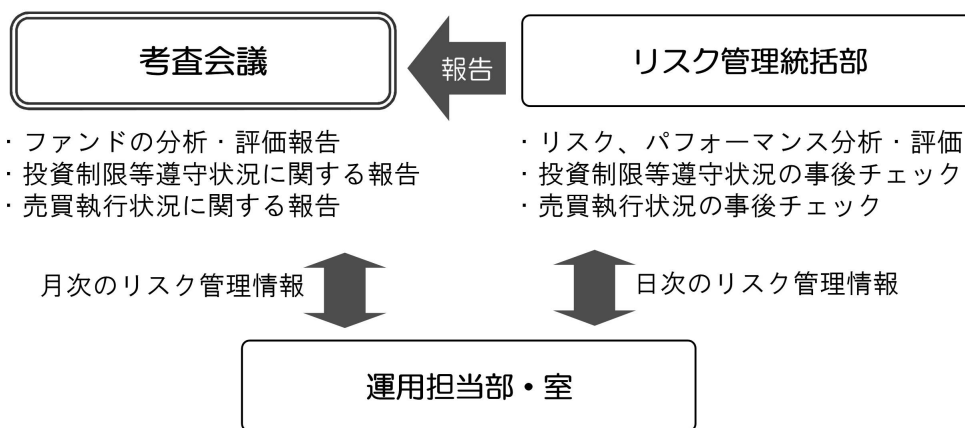 考査会議
報告
リスク管理統括部
・ファンドの分析・評価報告
・投資制限等遵守状況に関する報告
・売買執行状況に関する報告
・リスク、パフォーマンス分析・評価
・投資制限等遵守状況の事後チェック
・売買執行状況の事後チェック
月次のリスク管理情報
日次のリスク管理情報
運用担当部・室